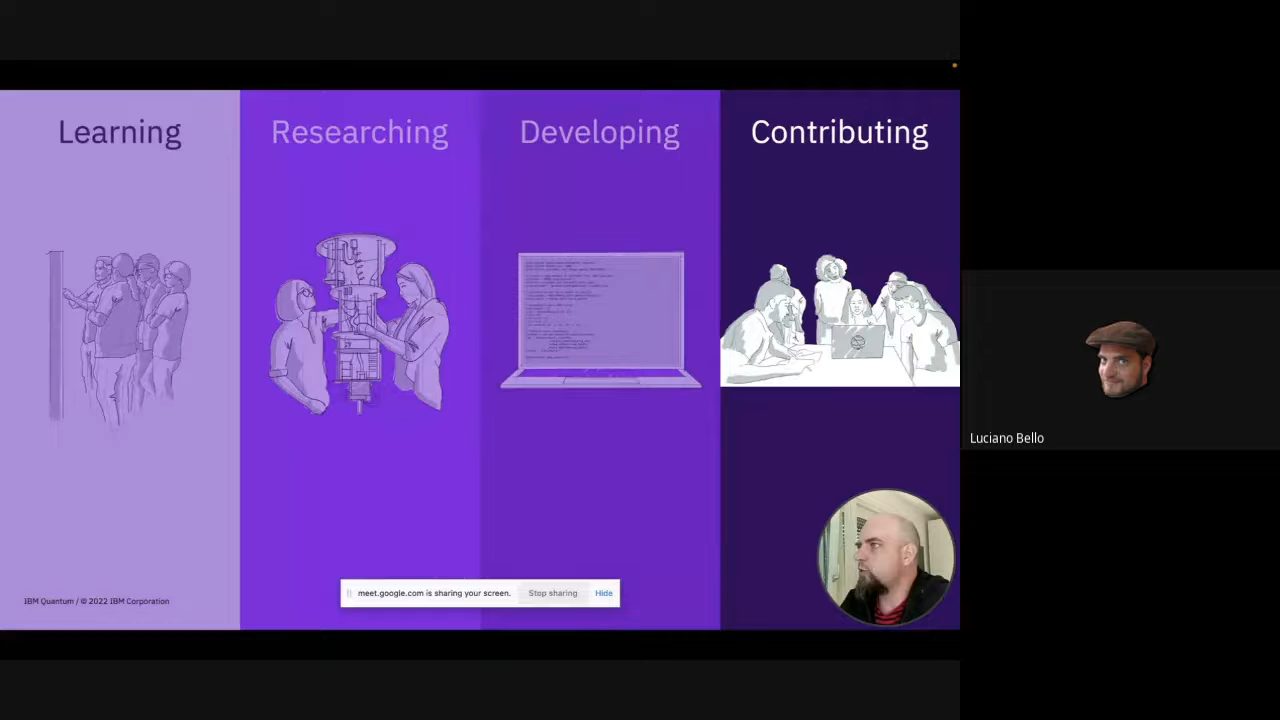 Learning
Researching
Developing
Contributing
Luciano Bello
meet.google.com is sharing your screen.
Stop sharing
Hide
IBM Quantum / © 2022 IBM Corporation